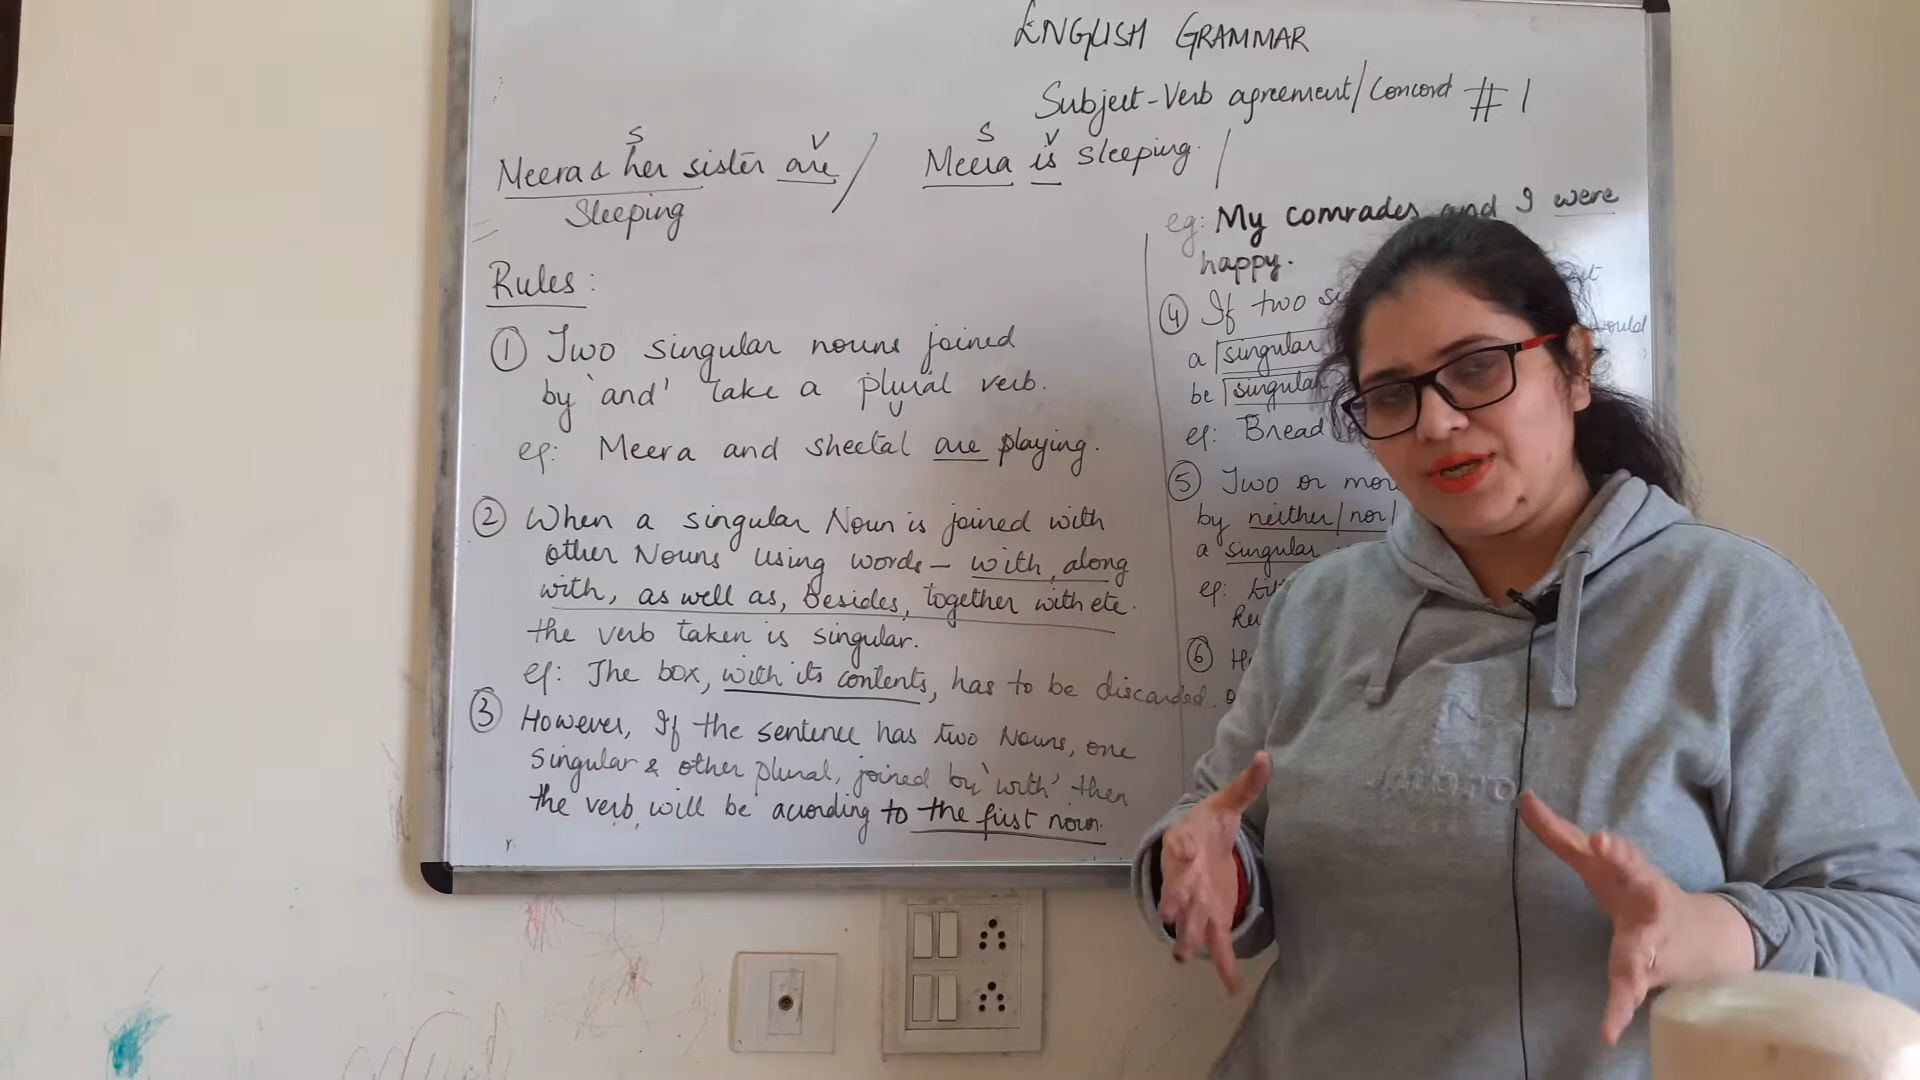 ENGLISH GRAMMAR
Subject-Verb agreement/Concord #1
S V
Meera & her sister are /
Sleeping
S V
Meera is sleeping. /
Rules:
① Two singular nouns joined
by 'and' take a plural verb.
eg: Meera and sheetal are playing.
② When a singular Noun is joined with
other Nouns using words – with, along
with, as well as, besides, together with etc.
the verb taken is singular.
eg: The box, with its contents, has to be discarded.
③ However, If the sentence has two Nouns, one
singular & other plural, joined by 'with' then
the verb will be acording to the first noun.
eg: My comrades and I were
happy.
④ If two
a singular
be singular
eg: Bread
⑤ Two or more
by neither/nor/
a singular
eg:
⑥
umbro